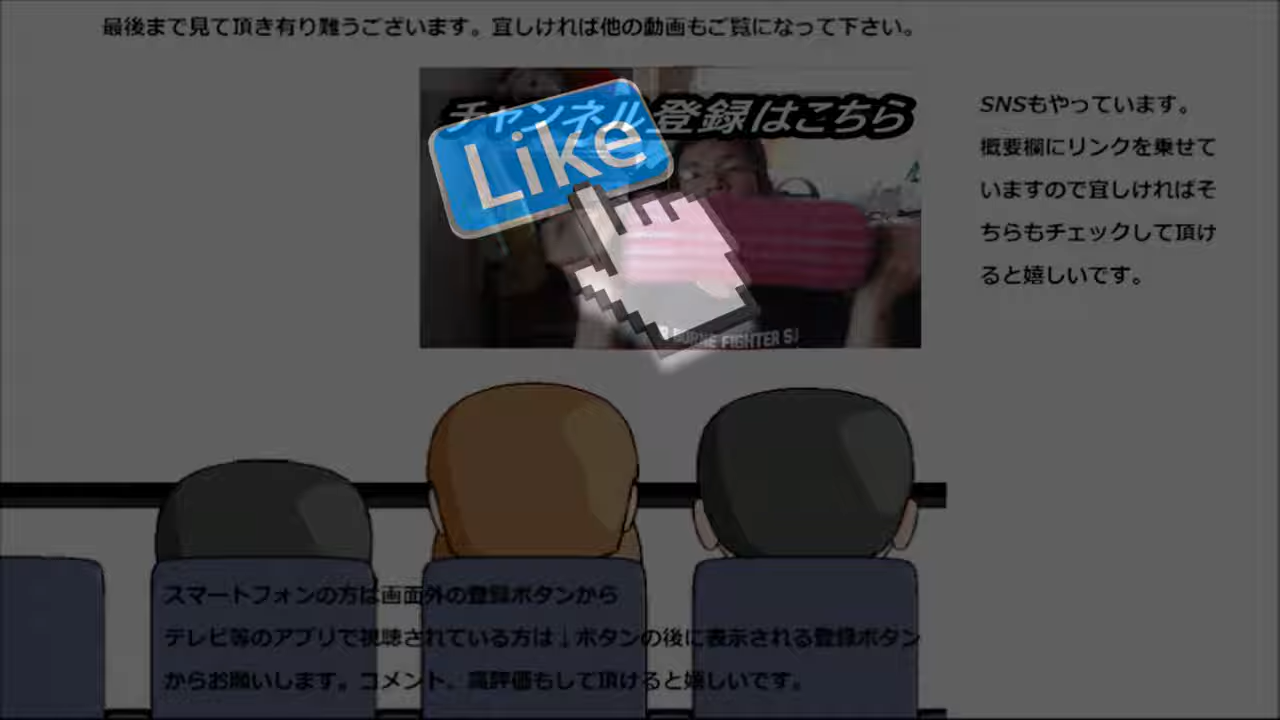 最後まで見て頂き有り難うございます。宜しければ他の動画もご覧になって下さい。
チャンネル登録はこちら
Like
SNSもやっています。
概要欄にリンクを乗せて
いますので宜しければそ
ちらもチェックして頂け
ると嬉しいです。
BURNE FIGHTER
スマートフォンの方は画面外の登録ボタンから
テレビ等のアプリで視聴されている方は↓ボタンの後に表示される登録ボタン
からお願いします。コメント、高評価もして頂けると嬉しいです。